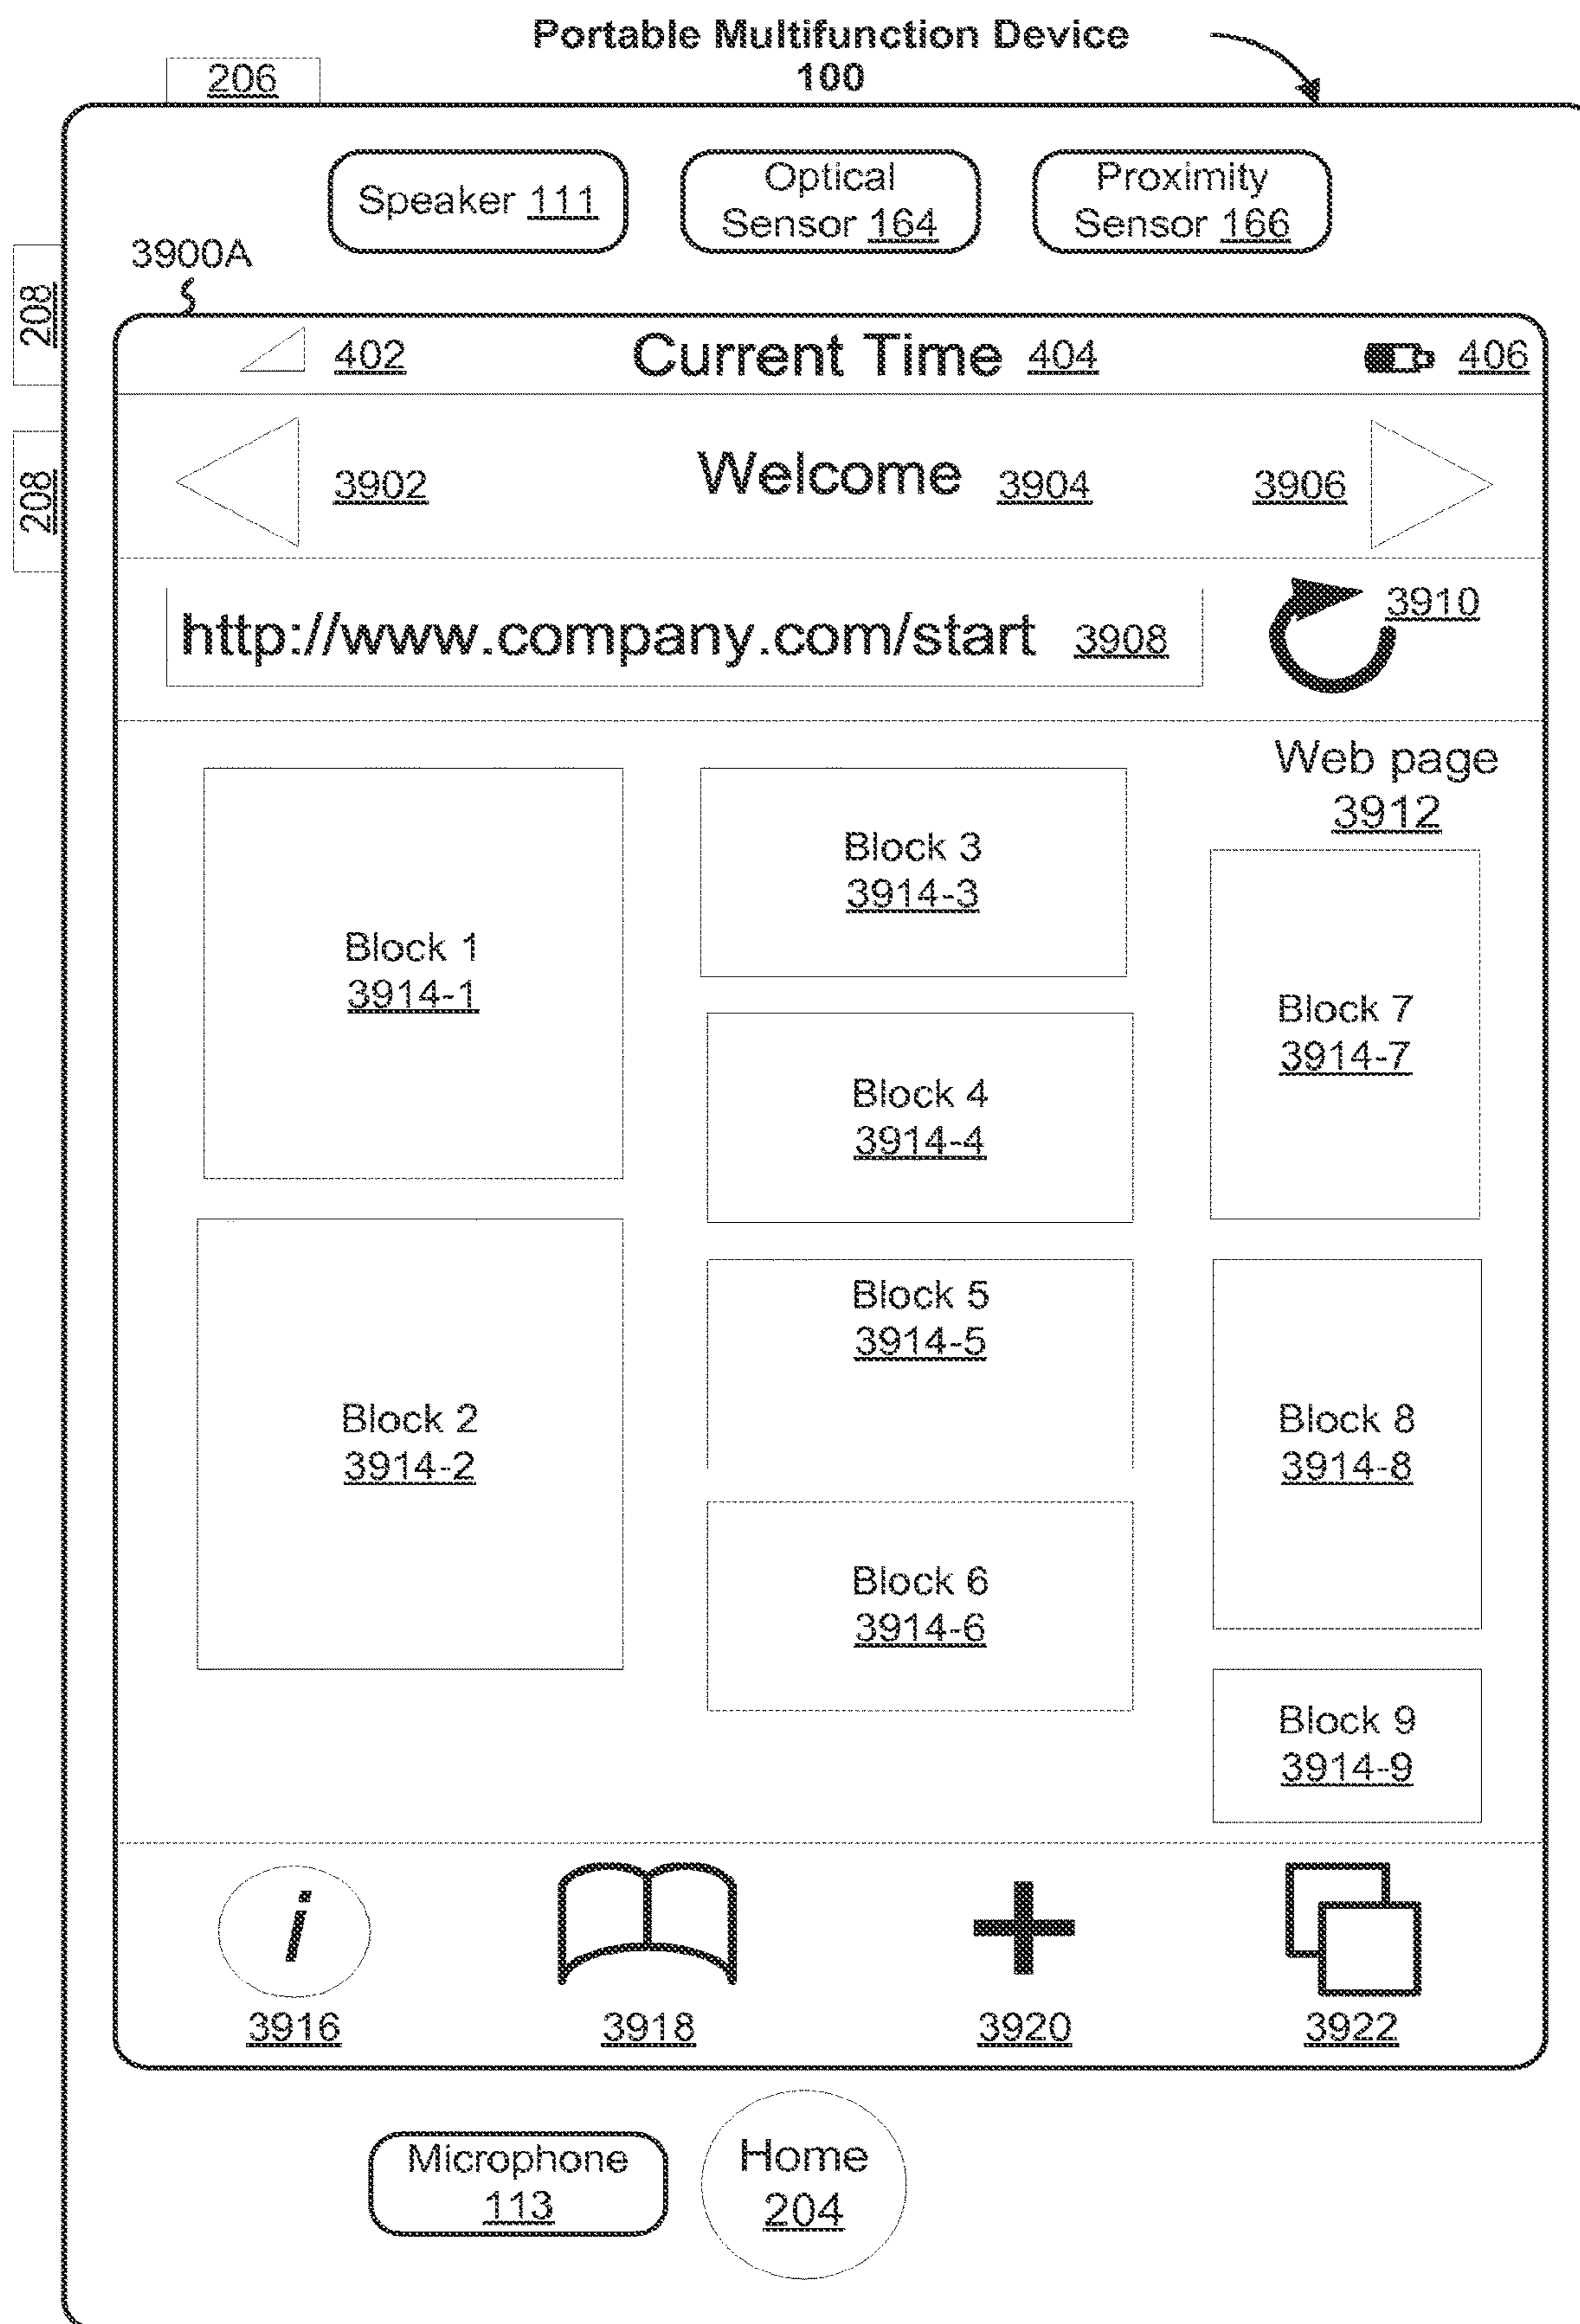 Portable Multifunction Device
100
206
Speaker 111
Optical
Sensor 164
Proximity
Sensor 166
3900A
208
208
402
Current Time 404
406
3902
Welcome 3904
3906
http://www.company.com/start 3908
3910
Web page
3912
Block 1
3914-1
Block 2
3914-2
Block 3
3914-3
Block 4
3914-4
Block 5
3914-5
Block 6
3914-6
Block 7
3914-7
Block 8
3914-8
Block 9
3914-9
i
3916
3918
3920
3922
Microphone
113
Home
204